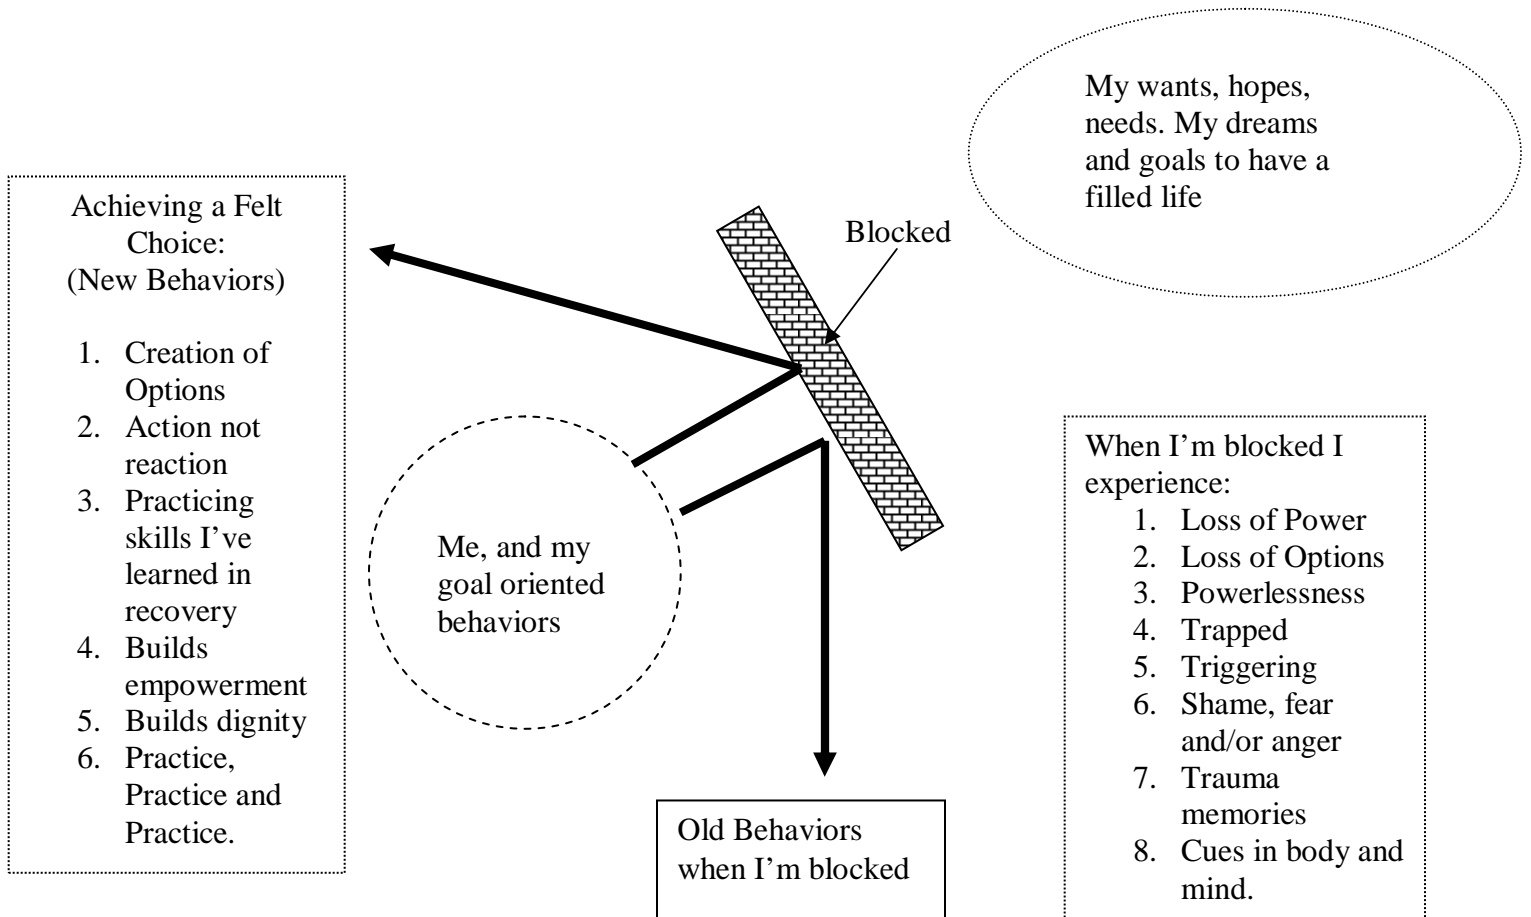 My wants, hopes,
needs. My dreams
and goals to have a
filled life
Achieving a Felt
Choice:
(New Behaviors)
1. Creation of
Options
2. Action not
reaction
3. Practicing
skills I’ve
learned in
recovery
4. Builds
empowerment
5. Builds dignity
6. Practice,
Practice and
Practice.
Blocked
Me, and my
goal oriented
behaviors
When I’m blocked I
experience:
1. Loss of Power
2. Loss of Options
3. Powerlessness
4. Trapped
5. Triggering
6. Shame, fear
and/or anger
7. Trauma
memories
8. Cues in body and
mind.
Old Behaviors
when I’m blocked